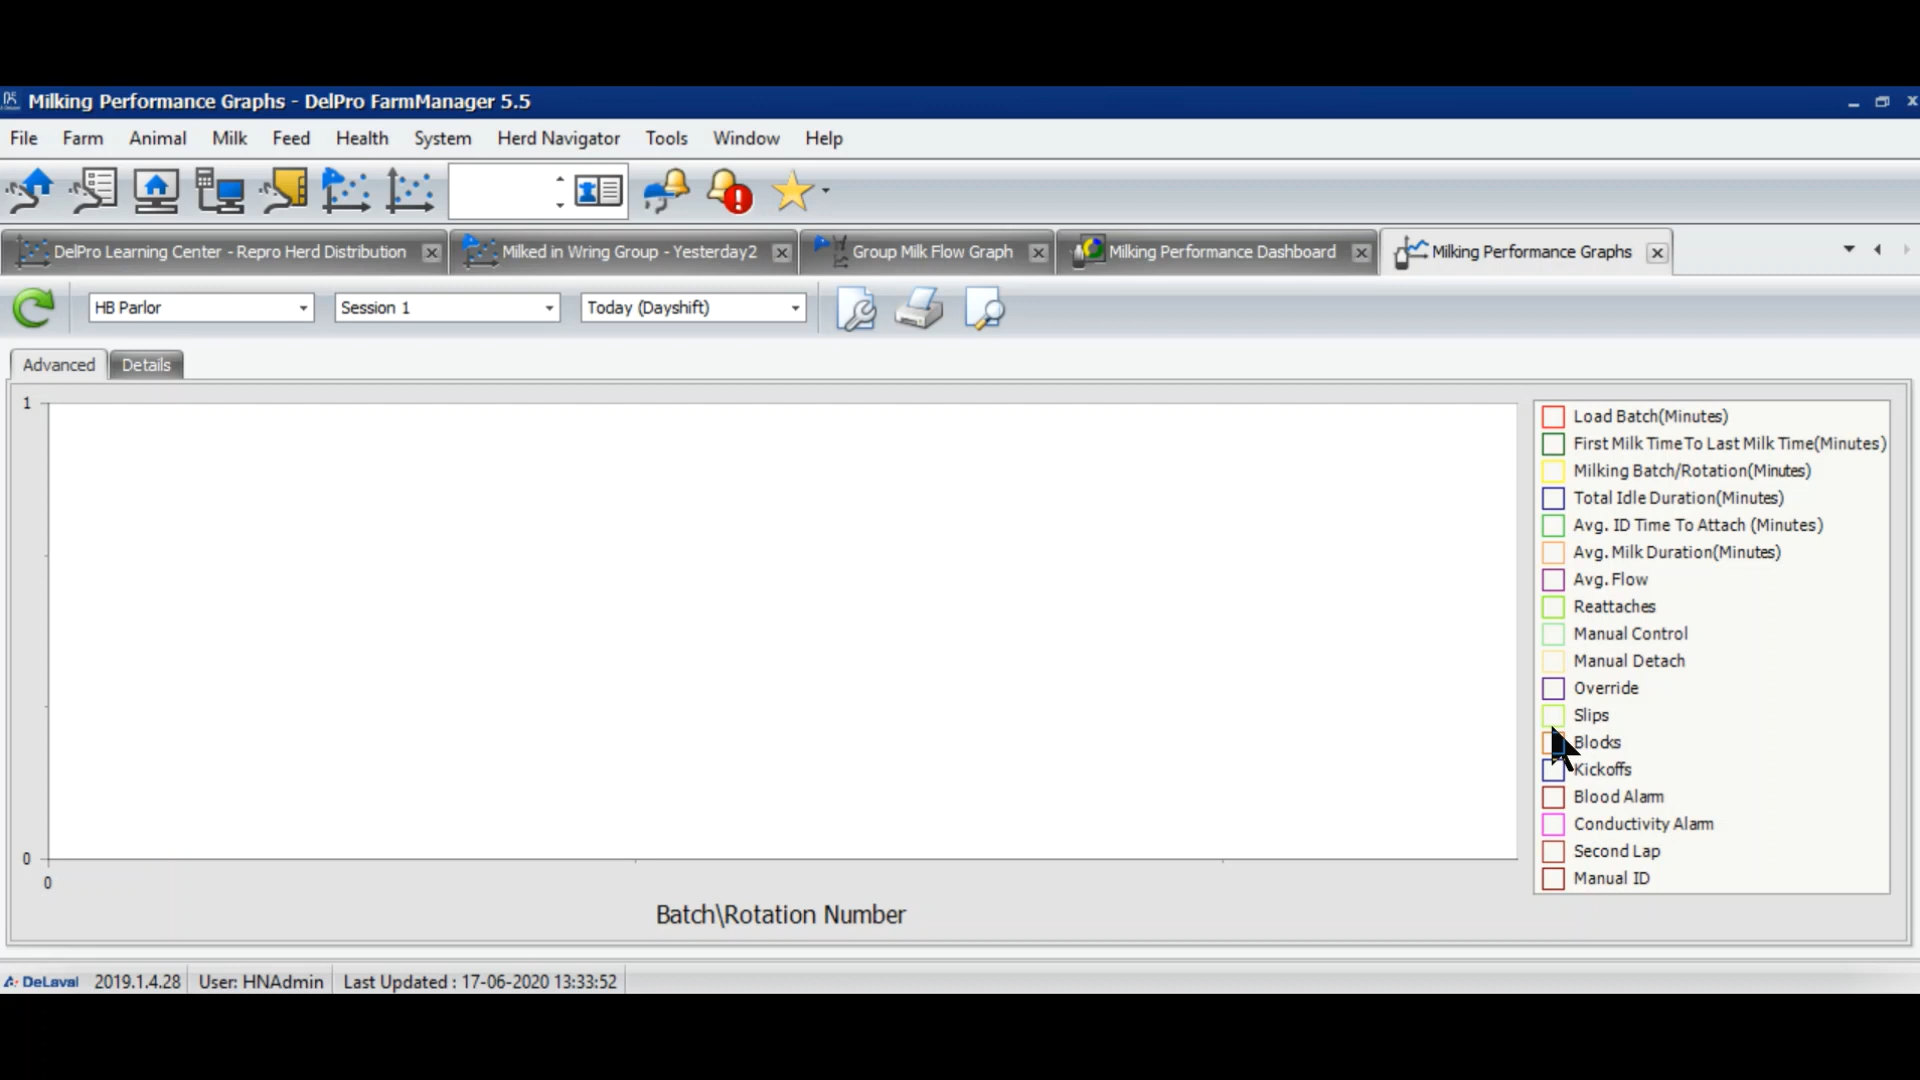 Milking Performance Graphs - DelPro FarmManager 5.5
File Farm Animal Milk Feed Health System Herd Navigator Tools Window Help
DelPro Learning Center - Repro Herd Distribution Milked in Wring Group - Yesterday2 Group Milk Flow Graph Milking Performance Dashboard Milking Performance Graphs
HB Parlor Session 1 Today (Dayshift)
Advanced Details
1
0
0
Batch\Rotation Number
Load Batch(Minutes)
First Milk Time To Last Milk Time(Minutes)
Milking Batch/Rotation(Minutes)
Total Idle Duration(Minutes)
Avg. ID Time To Attach (Minutes)
Avg. Milk Duration(Minutes)
Avg. Flow
Reattaches
Manual Control
Manual Detach
Override
Slips
Blocks
Kickoffs
Blood Alarm
Conductivity Alarm
Second Lap
Manual ID
DeLaval 2019.1.4.28 User: HNAdmin Last Updated : 17-06-2020 13:33:52